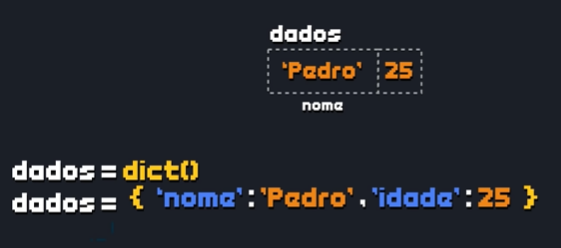 dados
'Pedro' 25
nome
dados = dict()
dados = { 'nome':'Pedro','idade':25 }